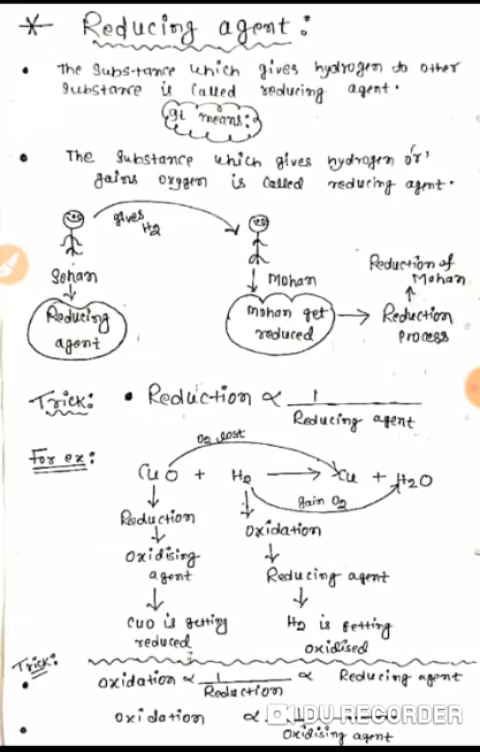 * Reducing agent:
• The Substance which gives hydrogen to other
Substance is called reducing agent.
It means:
• The Substance which gives hydrogen 'or'
gains oxygen is called reducing agent.
gives H2
Sohan
Reducing
agent
Mohan
Mohan get
reduced
Reduction
process
Reduction of
Mohan
Trick: • Reduction ∝ 1
Reducing agent
O2 lost
For ex:
CuO + H2 → Cu + H2O
gain O2
Reduction
Oxidising
agent
CuO is getting
reduced
Oxidation
Reducing agent
H2 is getting
oxidised
Trick:
• Oxidation ∝ 1 ∝ Reducing agent
Reduction
• Oxidation ∝
DU RECORDER
Oxidising agent